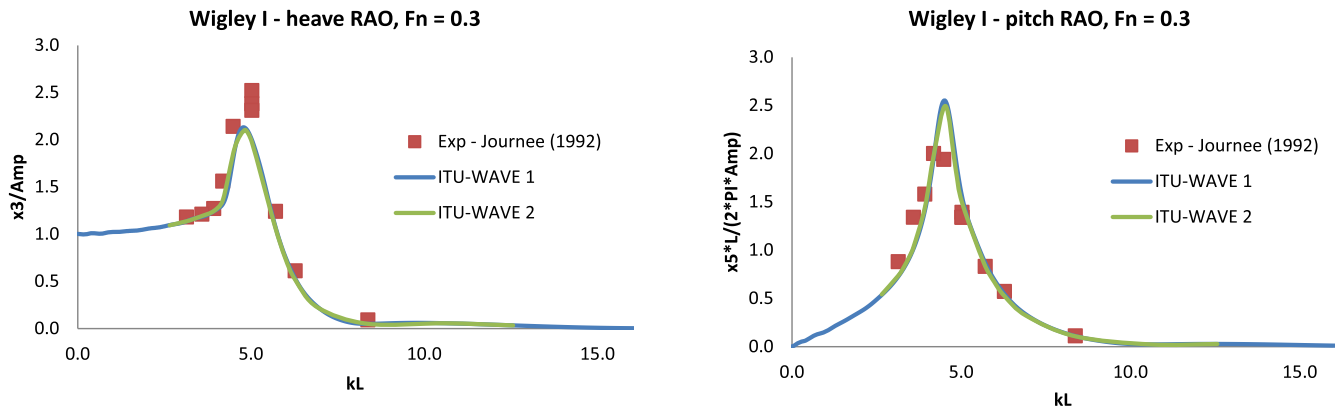 Wigley I - heave RAO, Fn = 0.3
3.0
2.5
2.0
1.5
1.0
0.5
0.0
x3/Amp
0.0 5.0 10.0 15.0
kL
Exp - Journee (1992)
ITU-WAVE 1
ITU-WAVE 2
Wigley I - pitch RAO, Fn = 0.3
3.0
2.5
2.0
1.5
1.0
0.5
0.0
x5*L/(2*PI*Amp)
0.0 5.0 10.0 15.0
kL
Exp - Journee (1992)
ITU-WAVE 1
ITU-WAVE 2